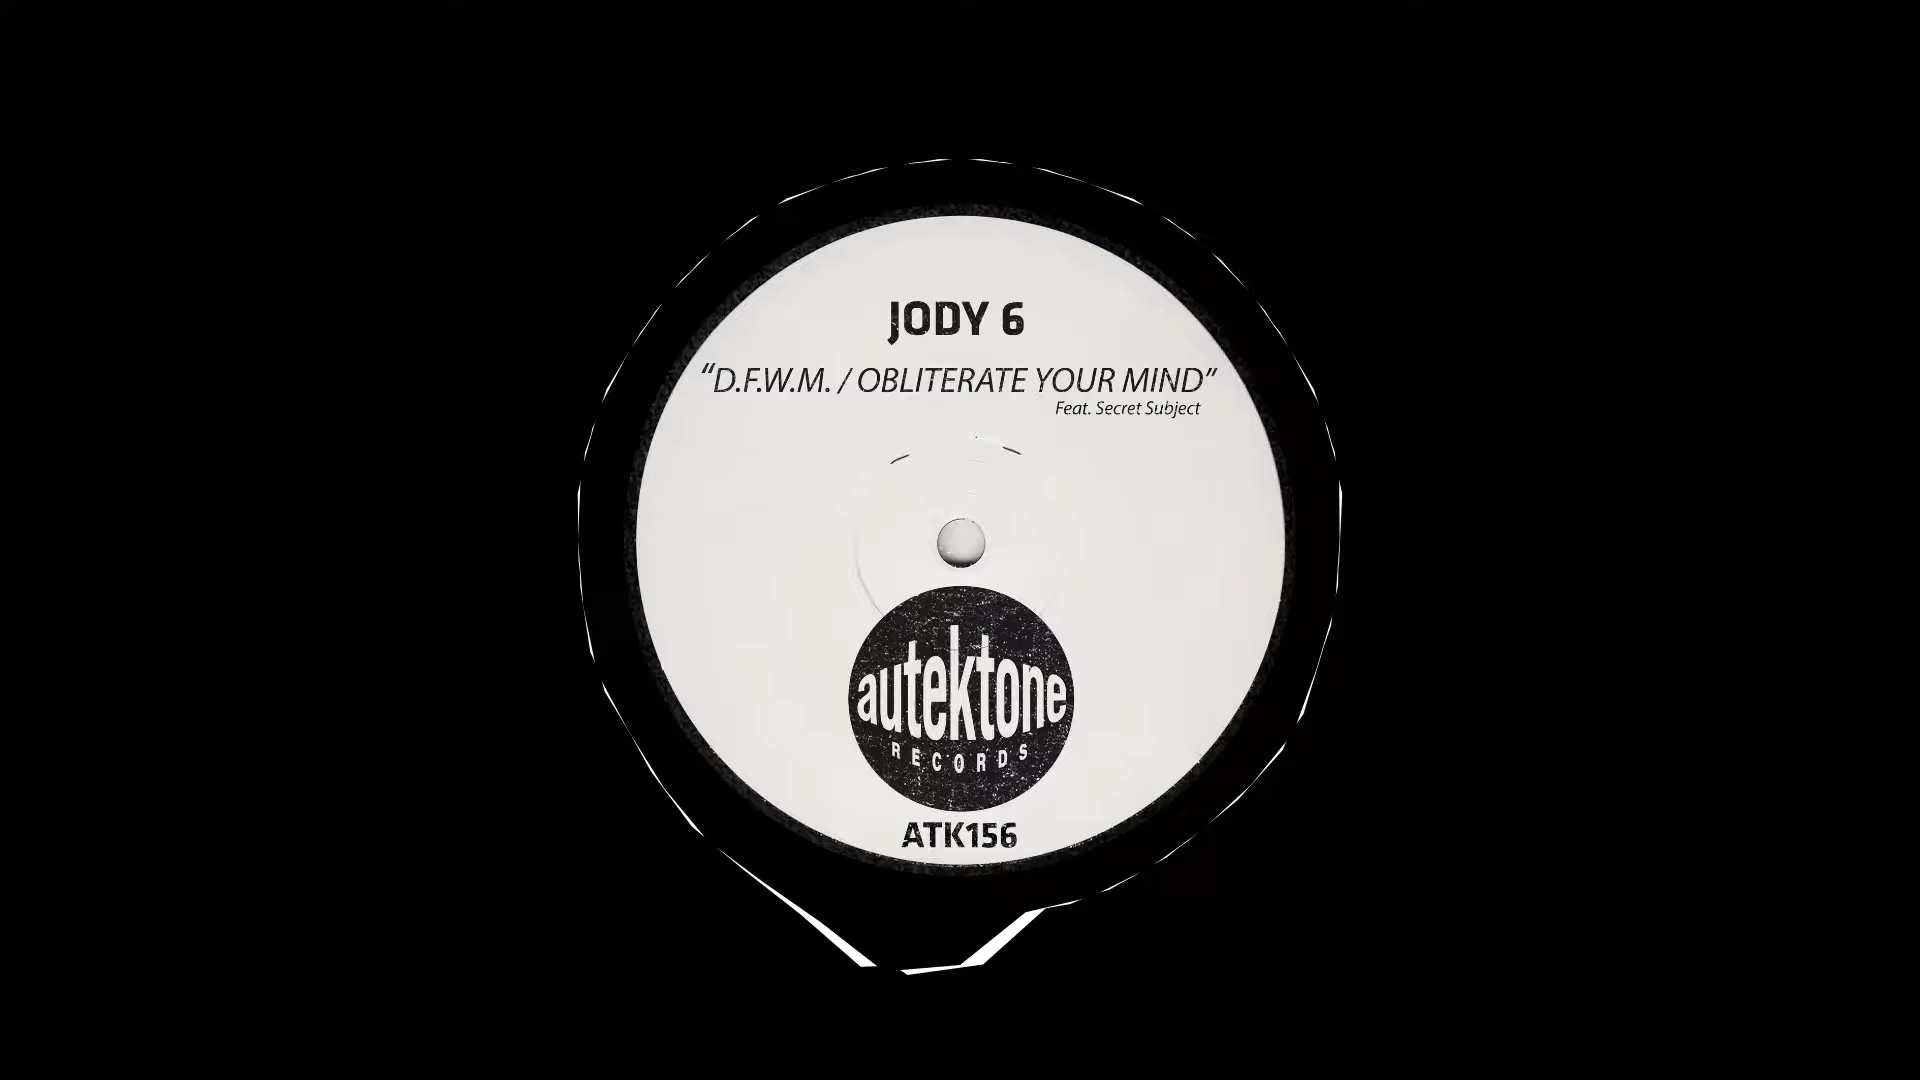 JODY 6
“D.F.W.M. / OBLITERATE YOUR MIND”
Feat. Secret Subject
autektone
RECORDS
ATK156